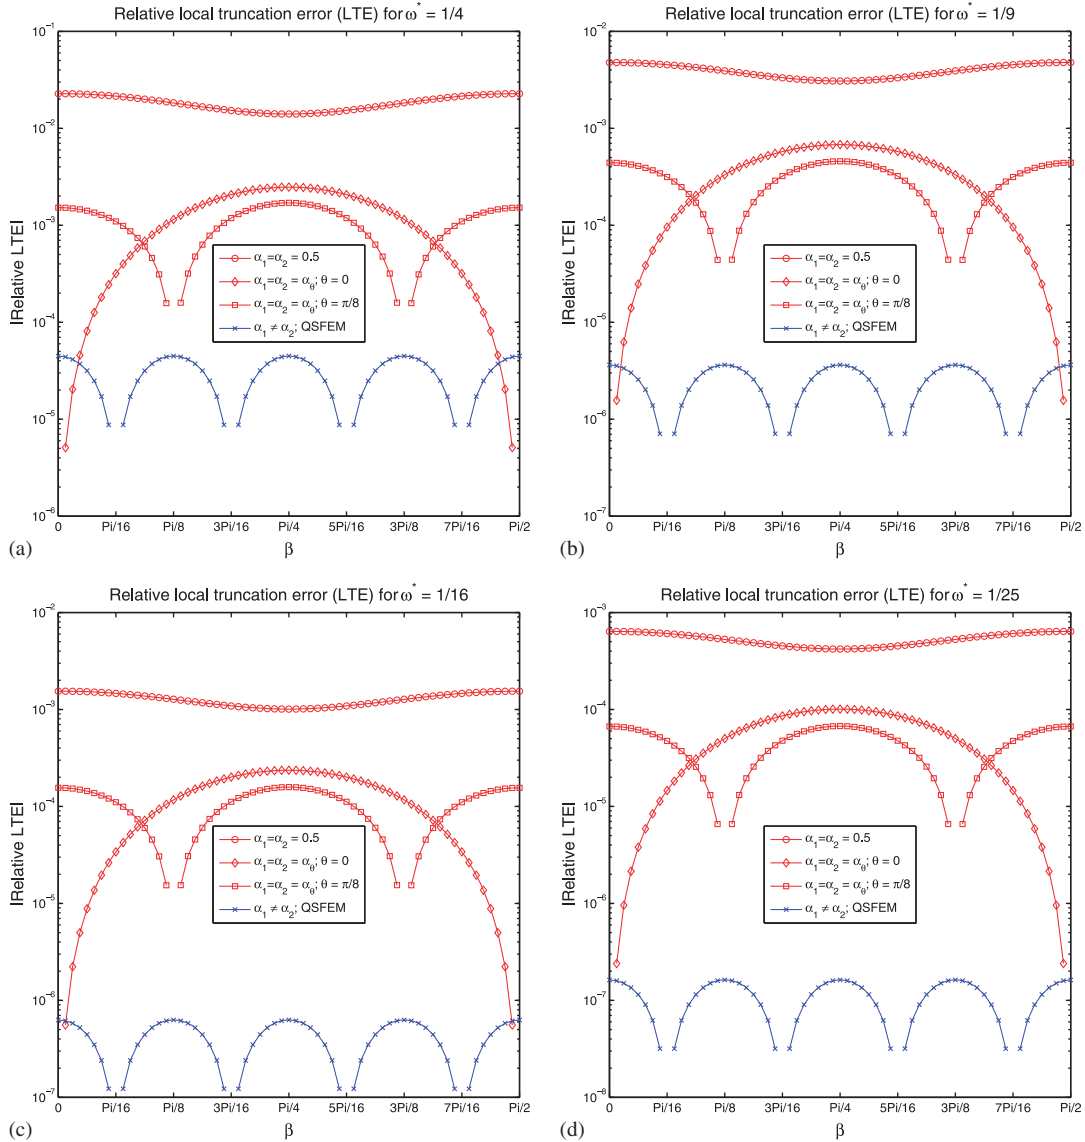 Relative local truncation error (LTE) for ω* = 1/4
10⁻¹
10⁻²
10⁻³
10⁻⁴
10⁻⁵
10⁻⁶
|Relative LTE|
α₁=α₂ = 0.5
α₁=α₂ = α_θ; θ = 0
α₁=α₂ = α_θ; θ = π/8
α₁ ≠ α₂; QSFEM
0 Pi/16 Pi/8 3Pi/16 Pi/4 5Pi/16 3Pi/8 7Pi/16 Pi/2
(a)
β
Relative local truncation error (LTE) for ω* = 1/9
10⁻²
10⁻³
10⁻⁴
10⁻⁵
10⁻⁶
10⁻⁷
|Relative LTE|
α₁=α₂ = 0.5
α₁=α₂ = α_θ; θ = 0
α₁=α₂ = α_θ; θ = π/8
α₁ ≠ α₂; QSFEM
0 Pi/16 Pi/8 3Pi/16 Pi/4 5Pi/16 3Pi/8 7Pi/16 Pi/2
(b)
β
Relative local truncation error (LTE) for ω* = 1/16
10⁻²
10⁻³
10⁻⁴
10⁻⁵
10⁻⁶
10⁻⁷
|Relative LTE|
α₁=α₂ = 0.5
α₁=α₂ = α_θ; θ = 0
α₁=α₂ = α_θ; θ = π/8
α₁ ≠ α₂; QSFEM
0 Pi/16 Pi/8 3Pi/16 Pi/4 5Pi/16 3Pi/8 7Pi/16 Pi/2
(c)
β
Relative local truncation error (LTE) for ω* = 1/25
10⁻³
10⁻⁴
10⁻⁵
10⁻⁶
10⁻⁷
10⁻⁸
|Relative LTE|
α₁=α₂ = 0.5
α₁=α₂ = α_θ; θ = 0
α₁=α₂ = α_θ; θ = π/8
α₁ ≠ α₂; QSFEM
0 Pi/16 Pi/8 3Pi/16 Pi/4 5Pi/16 3Pi/8 7Pi/16 Pi/2
(d)
β